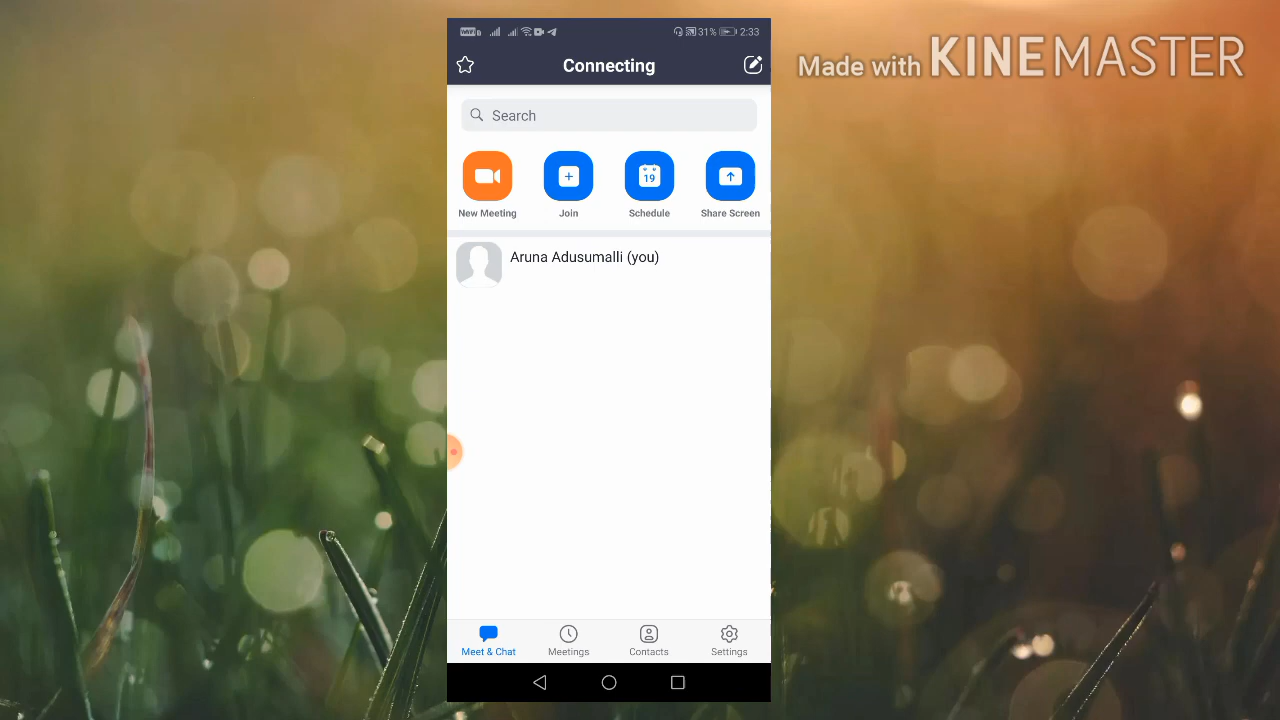 31% 2:33
Connecting
Made with KINEMASTER
Search
19
New Meeting Join Schedule Share Screen
Aruna Adusumalli (you)
Meet & Chat Meetings Contacts Settings